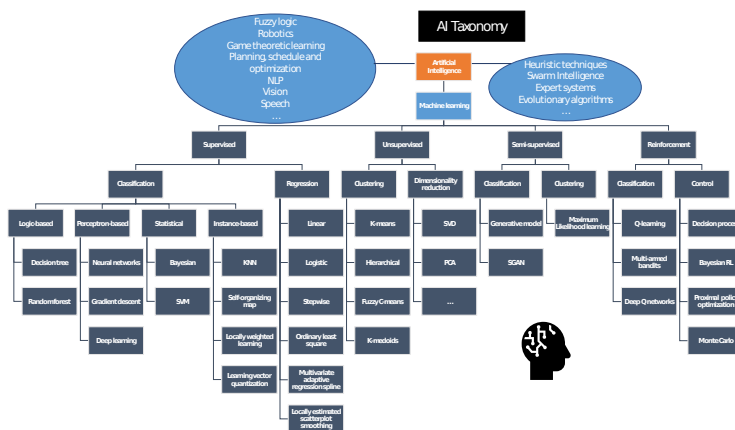 AI Taxonomy
Fuzzy logic
Robotics
Game theoretic learning
Planning, schedule and
optimization
NLP
Vision
Speech
...
Artificial
Intelligence
Heuristic techniques
Swarm Intelligence
Expert systems
Evolutionary algorithms
...
Machine learning
Supervised
Unsupervised
Semi-supervised
Reinforcement
Classification
Regression
Clustering
Dimensionality
reduction
Classification
Clustering
Classification
Control
Logic-based
Perceptron-based
Statistical
Instance-based
Linear
K-means
SVD
Generative model
Maximum
Likelihood learning
Q-learning
Decision proces
Decision tree
Neural networks
Bayesian
KNN
Logistic
Hierarchical
PCA
SGAN
Multi-armed
bandits
Bayesian RL
Random forest
Gradient descent
SVM
Self-organizing
map
Stepwise
Fuzzy C-means
...
Deep Q networks
Proximal policy
optimization
Deep learning
Locally weighted
learning
Ordinary least
square
K-medoids
Monte Carlo
Learning vector
quantization
Multivariate
adaptive
regression spline
Locally estimated
scatterplot
smoothing